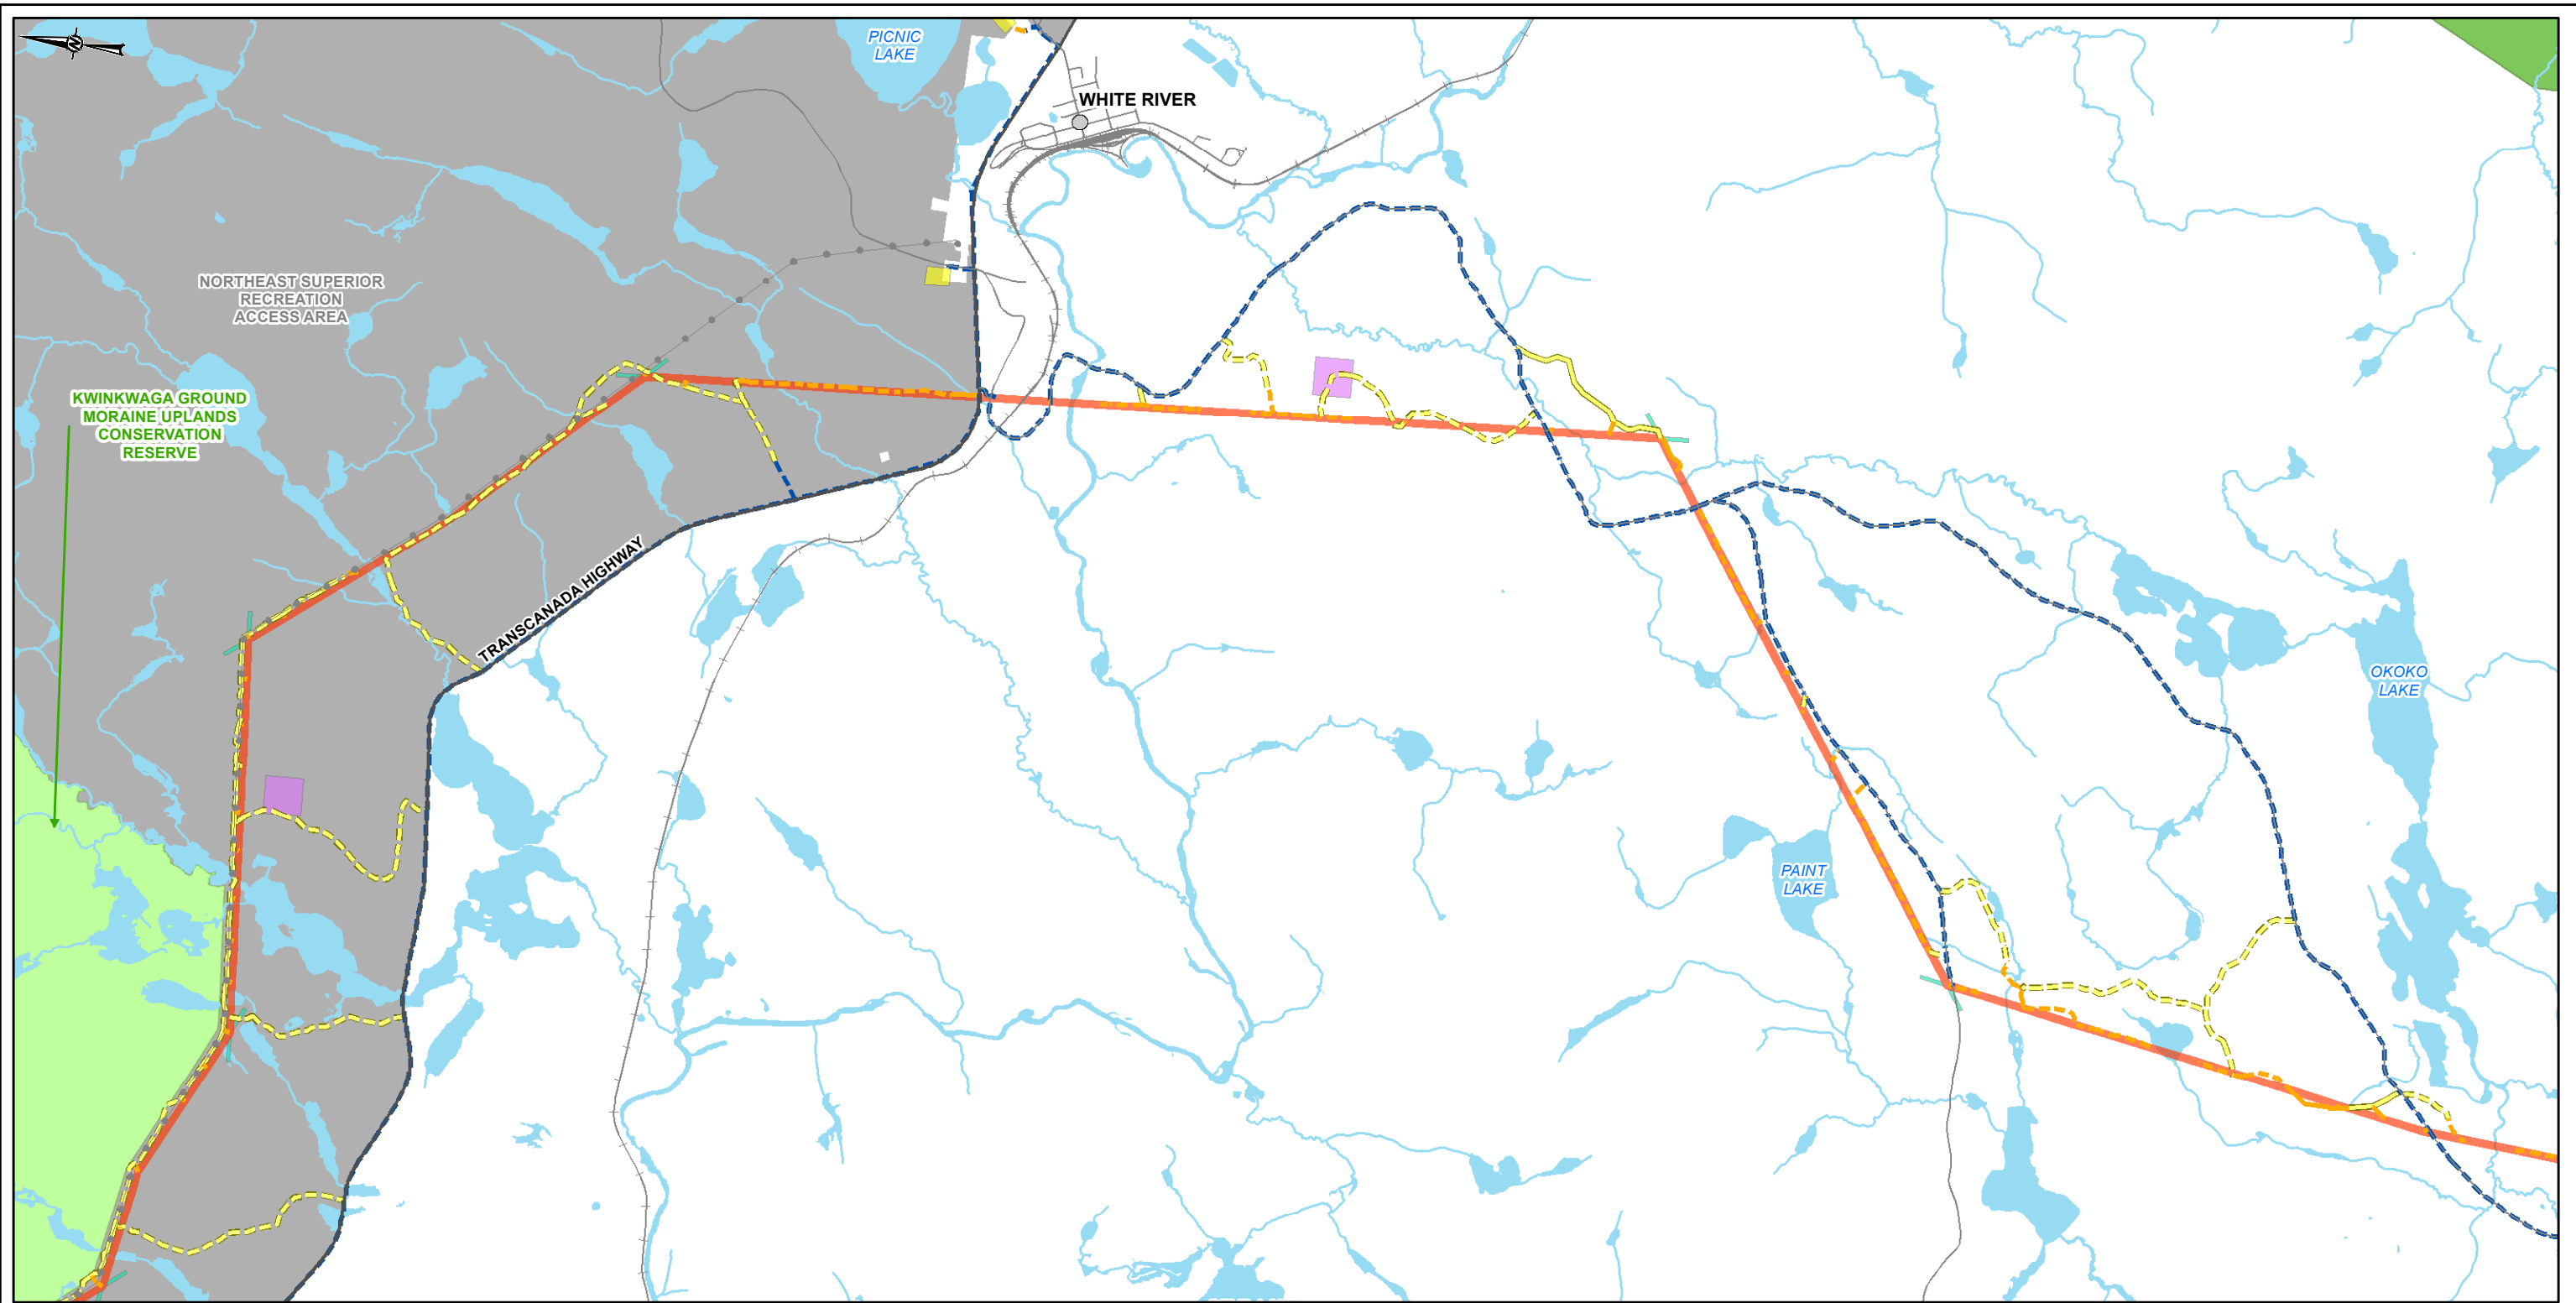 N
PICNIC
LAKE
WHITE RIVER
NORTHEAST SUPERIOR
RECREATION
ACCESS AREA
KWINKWAGA GROUND
MORAINE UPLANDS
CONSERVATION
RESERVE
TRANSCANADA HIGHWAY
OKOKO
LAKE
PAINT
LAKE